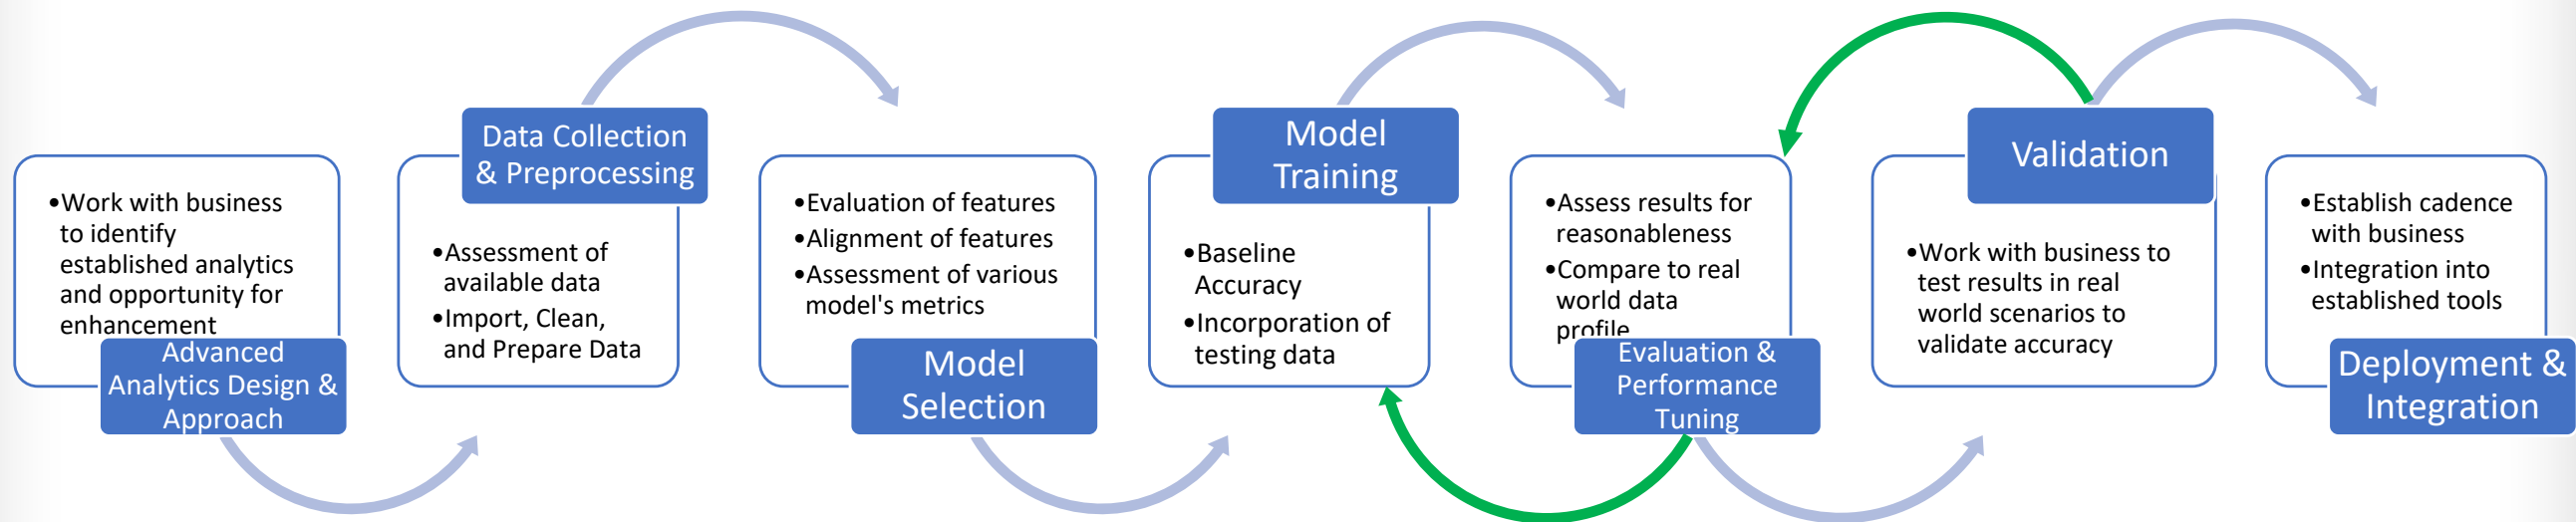 •Work with business
to identify
established analytics
and opportunity for
enhancement
Advanced
Analytics Design &
Approach
Data Collection
& Preprocessing
•Assessment of
available data
•Import, Clean,
and Prepare Data
•Evaluation of features
•Alignment of features
•Assessment of various
model's metrics
Model
Selection
Model
Training
•Baseline
Accuracy
•Incorporation of
testing data
•Assess results for
reasonableness
•Compare to real
world data
profile
Evaluation &
Performance
Tuning
Validation
•Work with business to
test results in real
world scenarios to
validate accuracy
•Establish cadence
with business
•Integration into
established tools
Deployment &
Integration